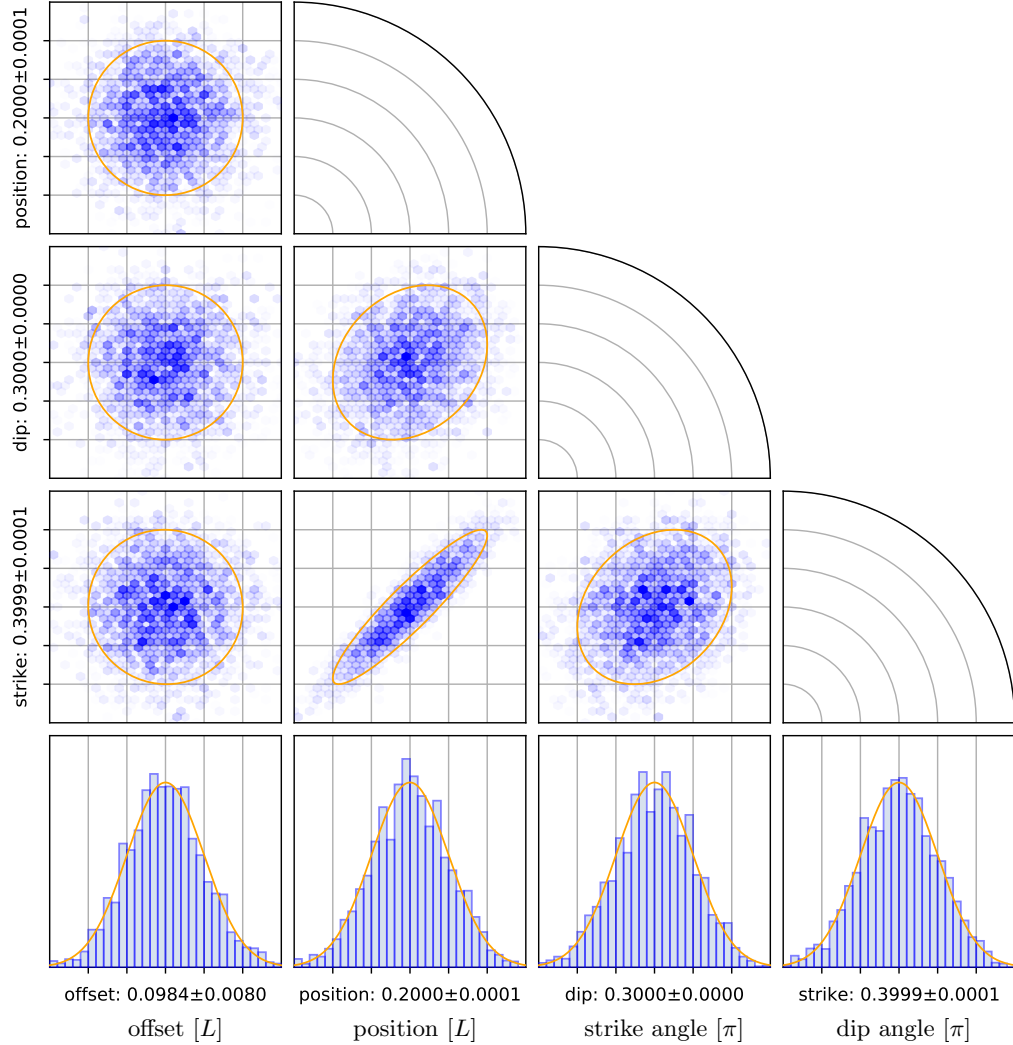 position: 0.2000±0.0001
dip: 0.3000±0.0000
strike: 0.3999±0.0001
offset: 0.0984±0.0080
position: 0.2000±0.0001
dip: 0.3000±0.0000
strike: 0.3999±0.0001
offset [L]
position [L]
strike angle [π]
dip angle [π]